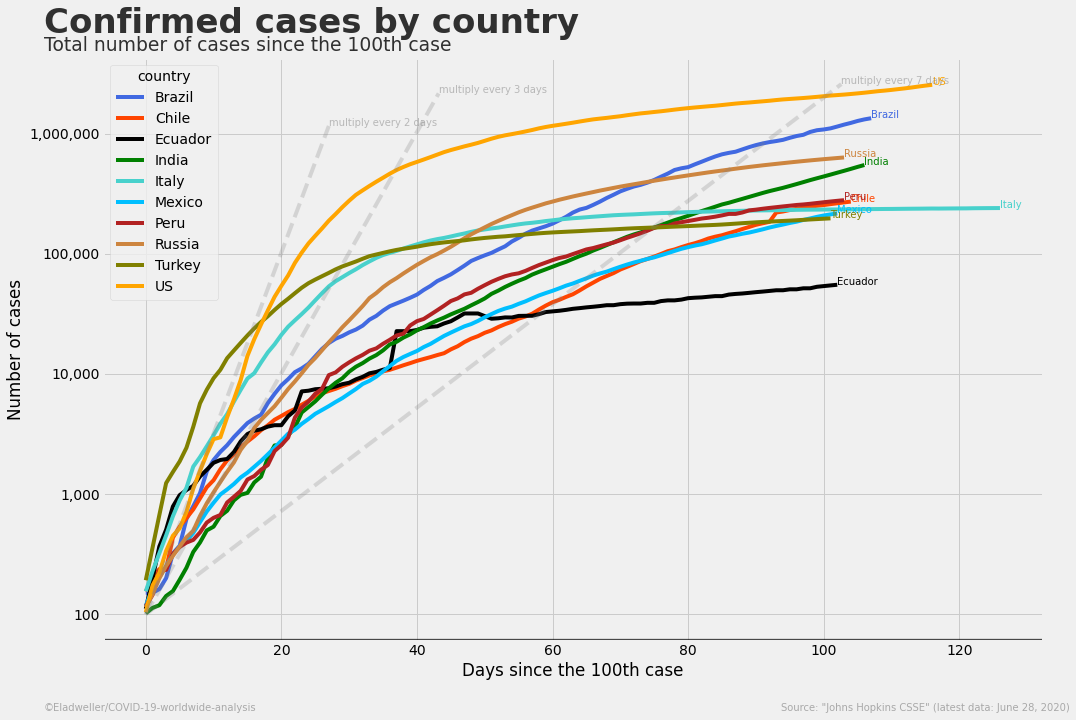 Confirmed cases by country
Total number of cases since the 100th case
country
Brazil
Chile
Ecuador
India
Italy
Mexico
Peru
Russia
Turkey
US
multiply every 2 days
multiply every 3 days
multiply every 7 days
US
Brazil
Russia
India
Peru
Chile
Italy
Mexico
Turkey
Ecuador
Number of cases
1,000,000
100,000
10,000
1,000
100
0 20 40 60 80 100 120
Days since the 100th case
©Eladweller/COVID-19-worldwide-analysis
Source: "Johns Hopkins CSSE" (latest data: June 28, 2020)